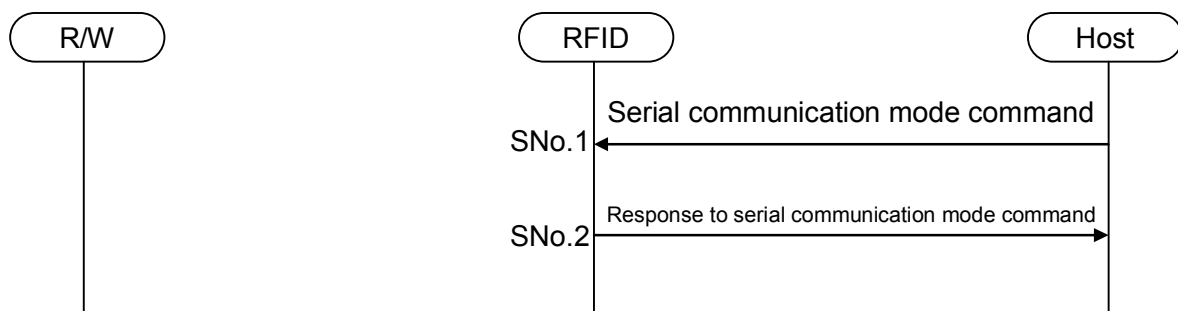 R/W
RFID
Host
Serial communication mode command
SNo.1
Response to serial communication mode command
SNo.2